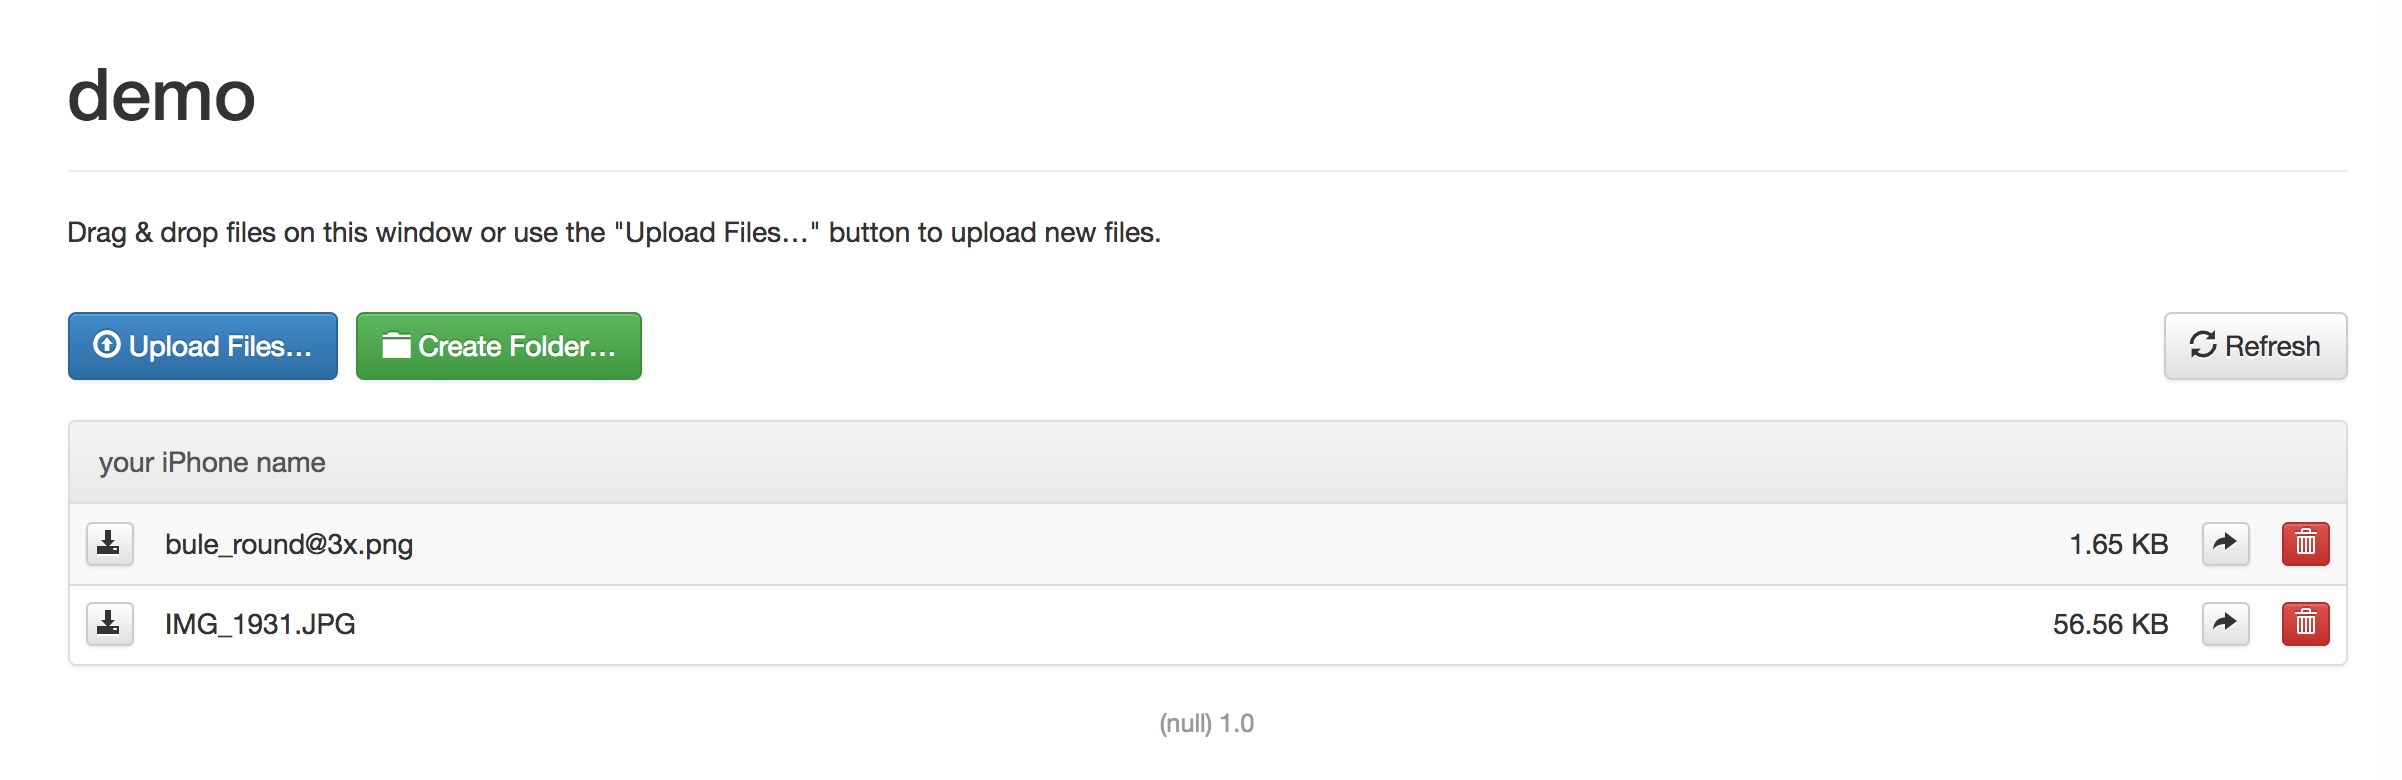 demo
Drag & drop files on this window or use the "Upload Files…" button to upload new files.
Upload Files… Create Folder… Refresh
your iPhone name
bule_round@3x.png 1.65 KB
IMG_1931.JPG 56.56 KB
(null) 1.0